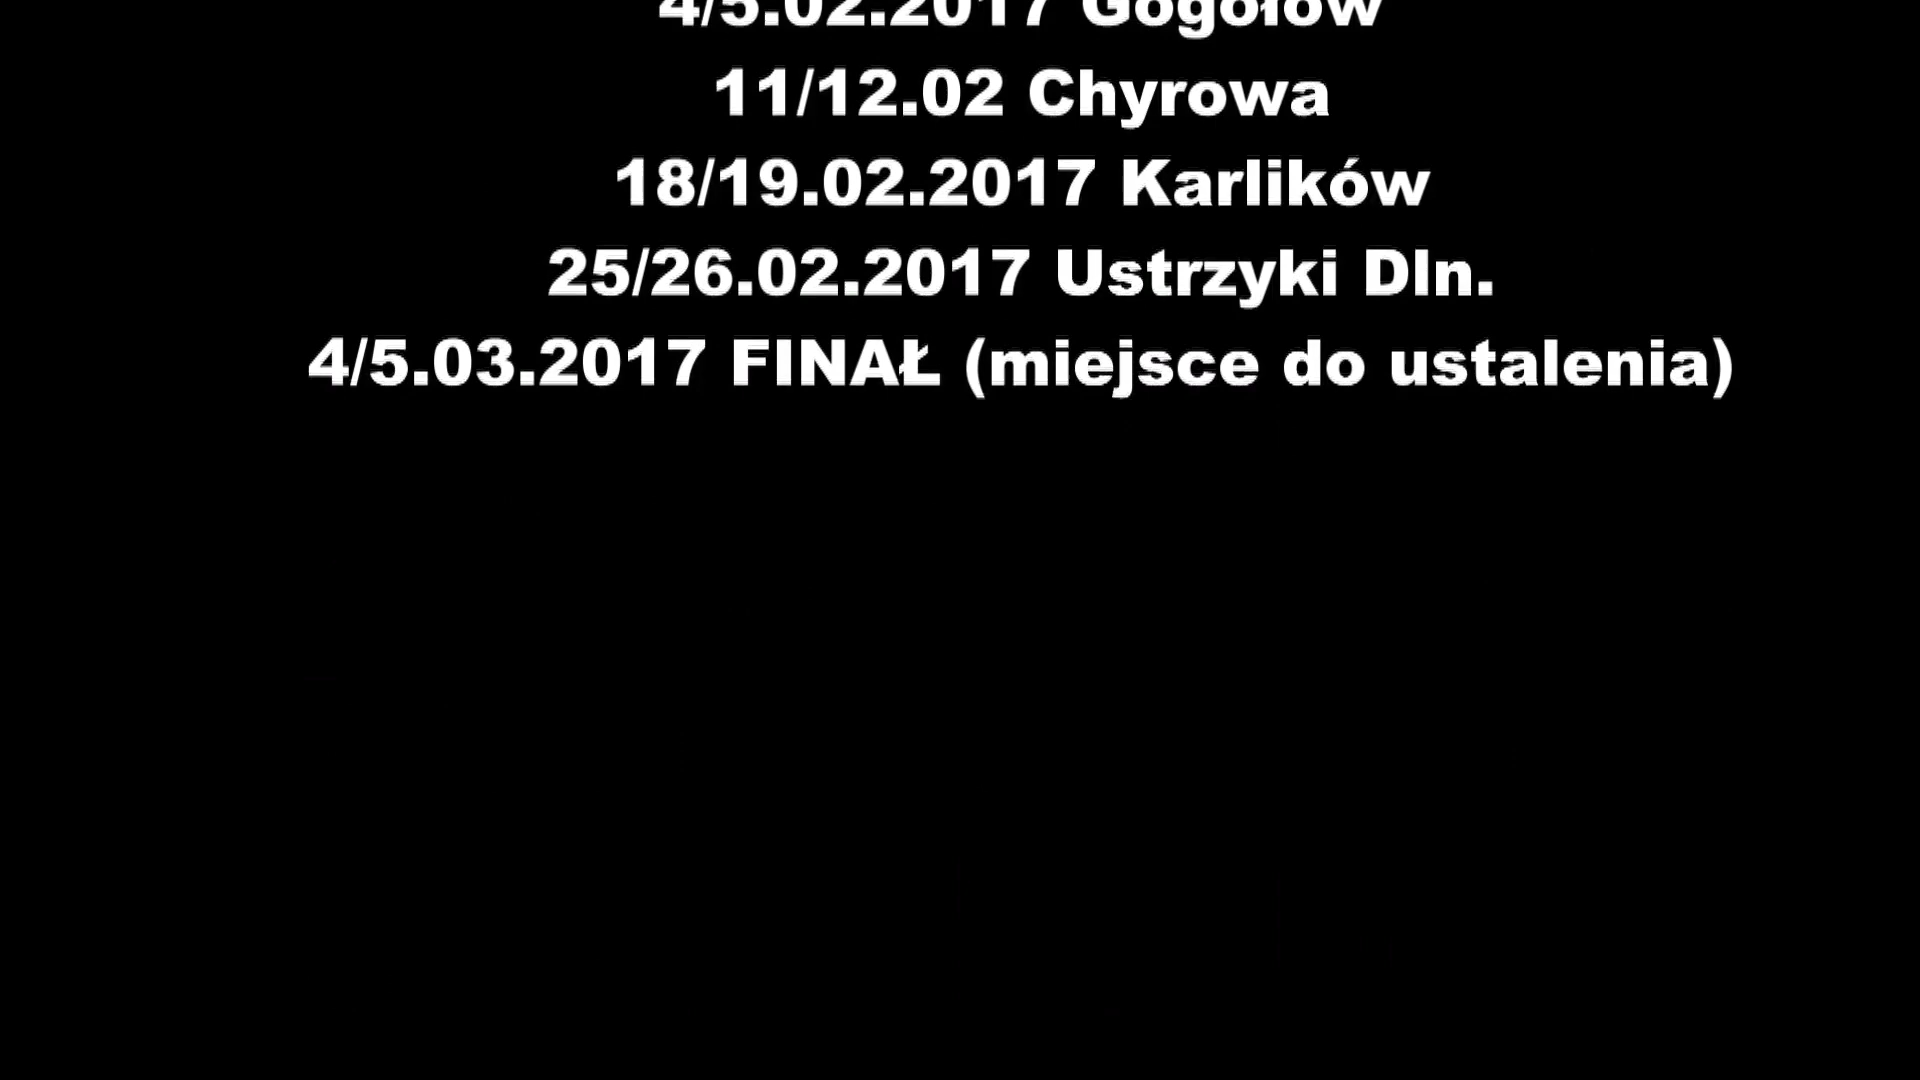 4/5.02.2017 Gogołów
11/12.02 Chyrowa
18/19.02.2017 Karlików
25/26.02.2017 Ustrzyki Dln.
4/5.03.2017 FINAŁ (miejsce do ustalenia)